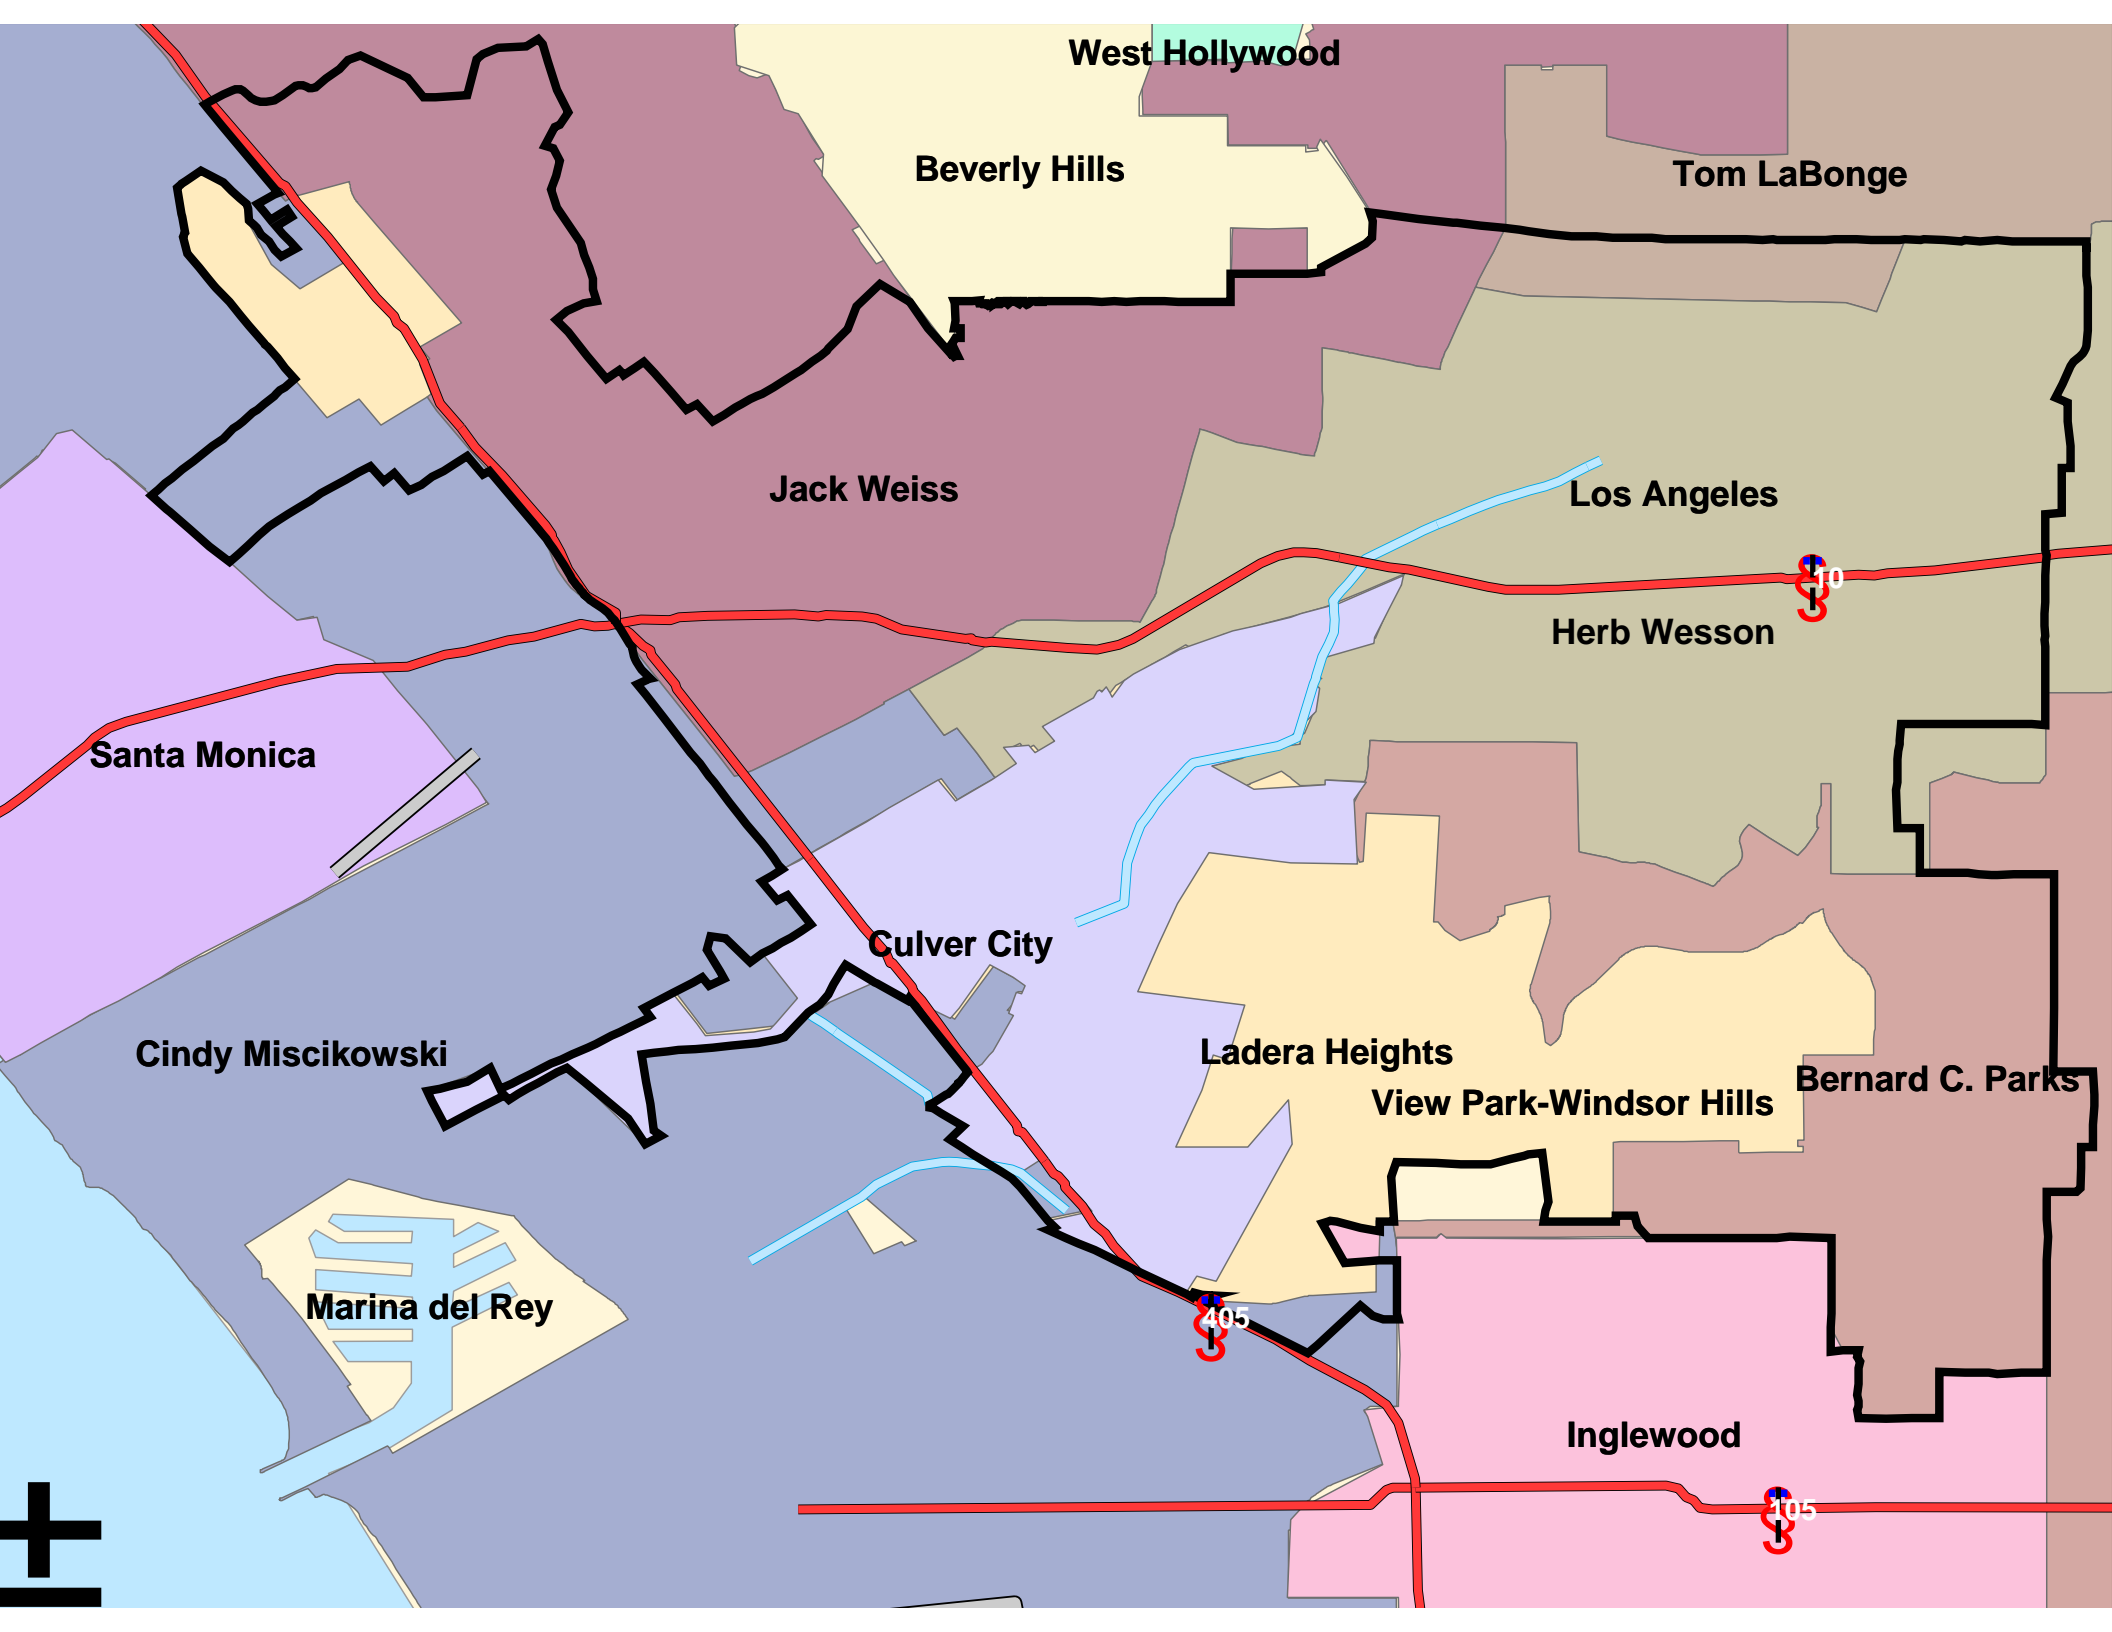 West Hollywood
Beverly Hills
Tom LaBonge
Jack Weiss
Los Angeles
10
Herb Wesson
Santa Monica
Culver City
Cindy Miscikowski
Ladera Heights
Bernard C. Parks
View Park-Windsor Hills
Marina del Rey
405
Inglewood
105
±